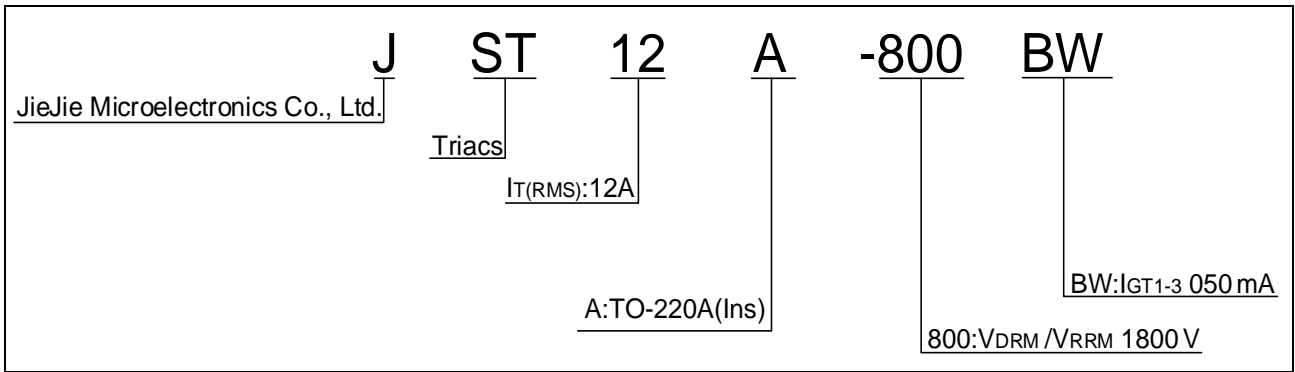 J ST 12 A -800 BW
JieJie Microelectronics Co., Ltd.
Triacs
IT(RMS):12A
BW:IGT1-3 050 mA
A:TO-220A(Ins)
800:VDRM /VRRM 1800 V